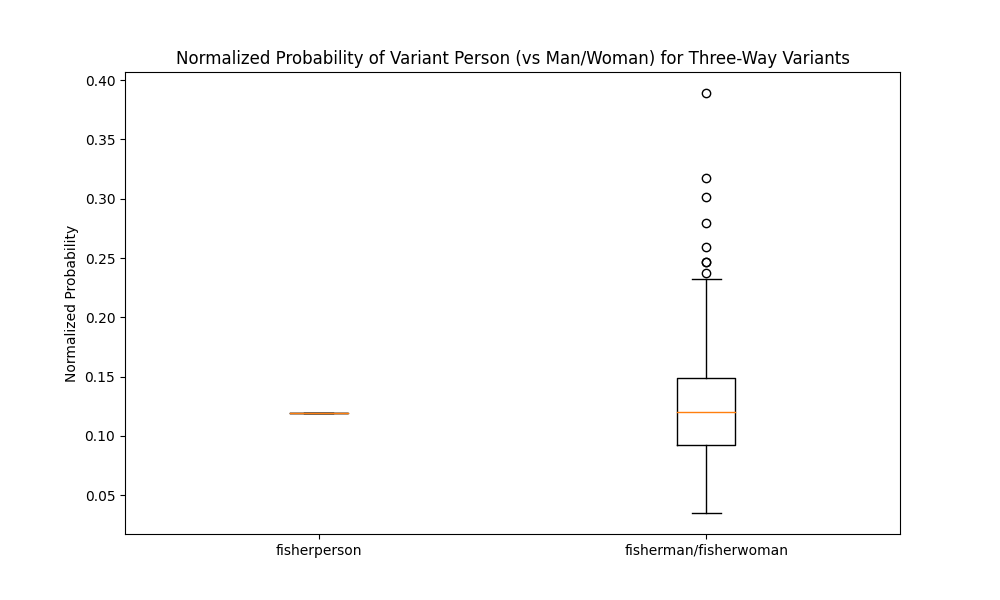 Normalized Probability of Variant Person (vs Man/Woman) for Three-Way Variants
Normalized Probability
0.40
0.35
0.30
0.25
0.20
0.15
0.10
0.05
fisherperson
fisherman/fisherwoman